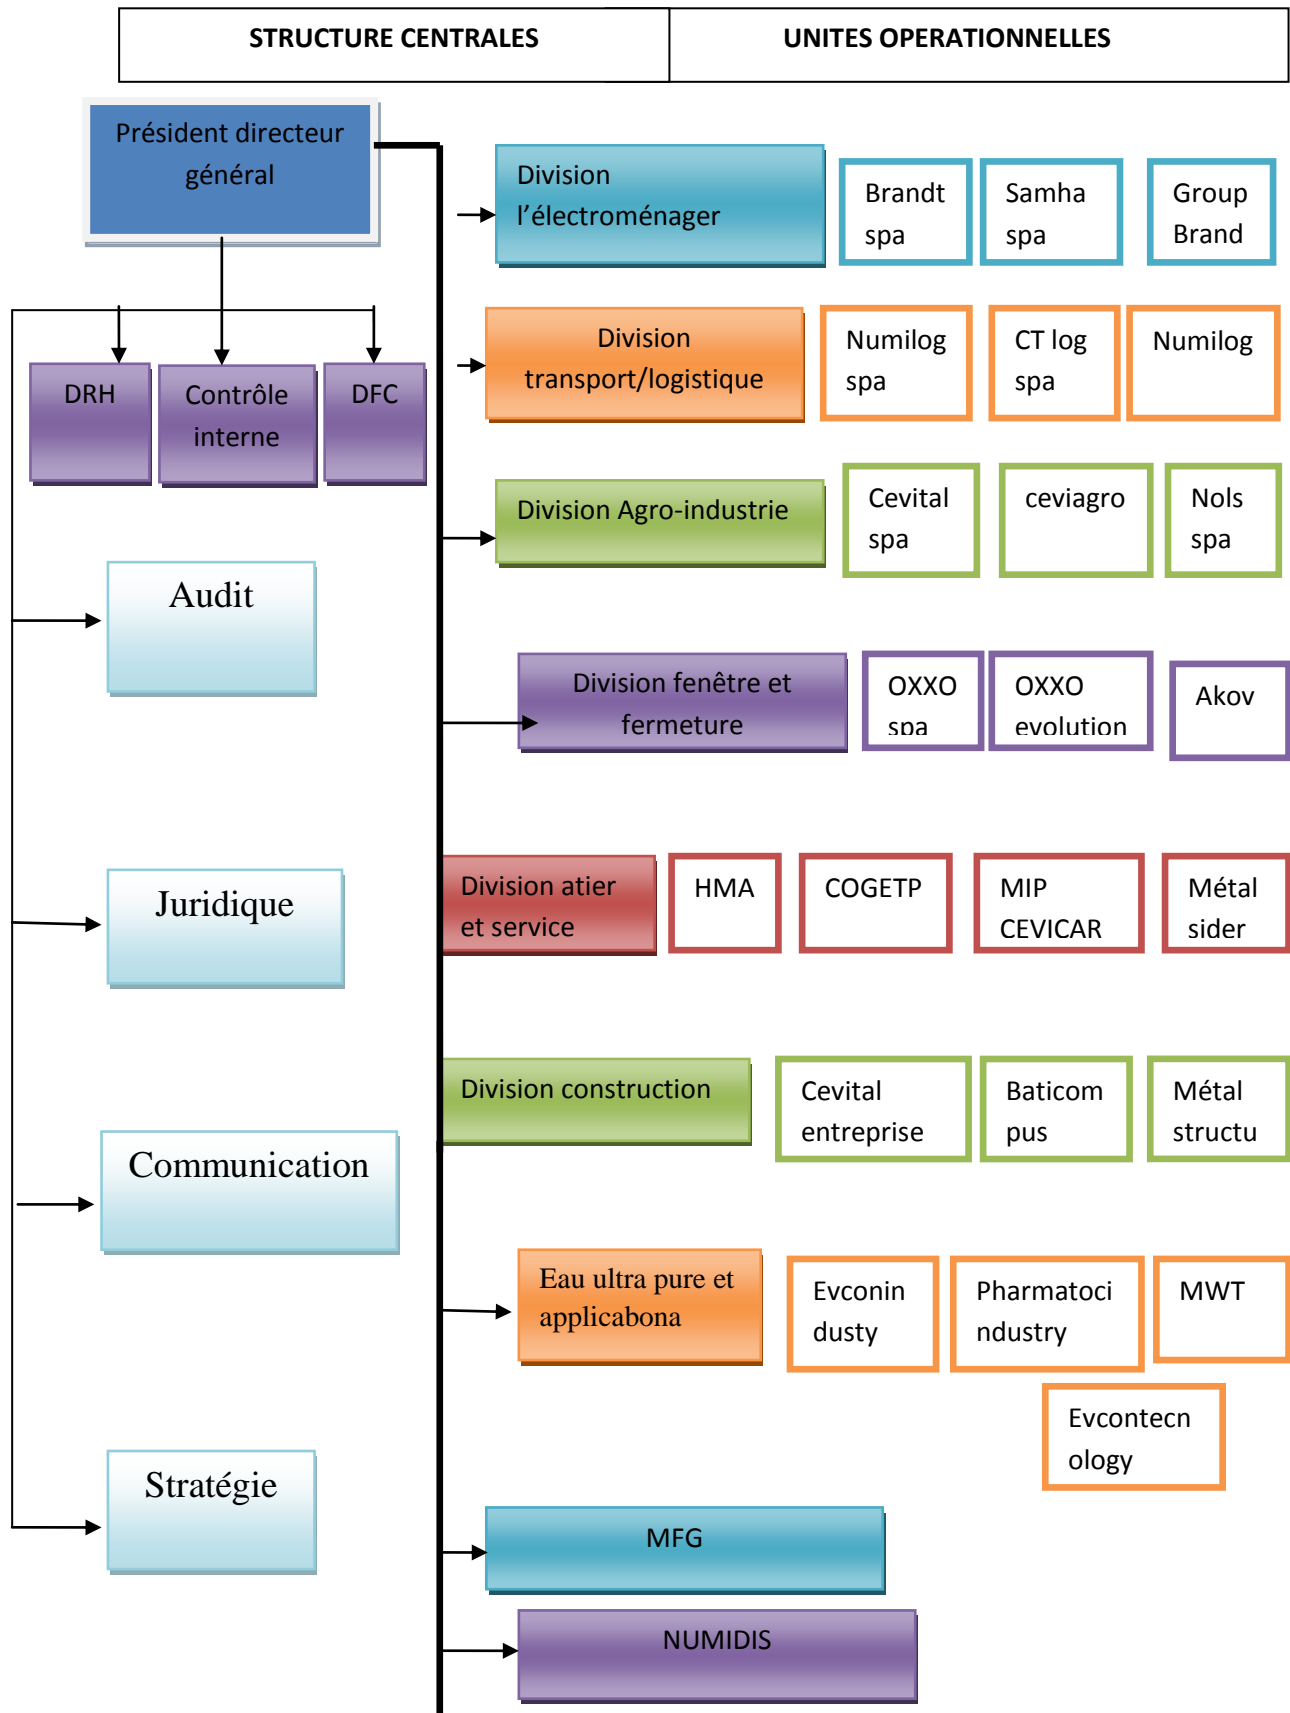 STRUCTURE CENTRALES
UNITES OPERATIONNELLES
Président directeur
général
DRH
Contrôle
interne
DFC
Audit
Juridique
Communication
Stratégie
Division
l’électroménager
Brandt
spa
Samha
spa
Group
Brand
Division
transport/logistique
Numilog
spa
CT log
spa
Numilog
Division Agro-industrie
Cevital
spa
ceviagro
Nols
spa
Division fenêtre et
fermeture
OXXO
spa
OXXO
evolution
Akov
Division atier
et service
HMA
COGETP
MIP
CEVICAR
Métal
sider
Division construction
Cevital
entreprise
Baticom
pus
Métal
structu
Eau ultra pure et
applicabona
Evconin
dusty
Pharmatoci
ndustry
MWT
Evcontecn
ology
MFG
NUMIDIS